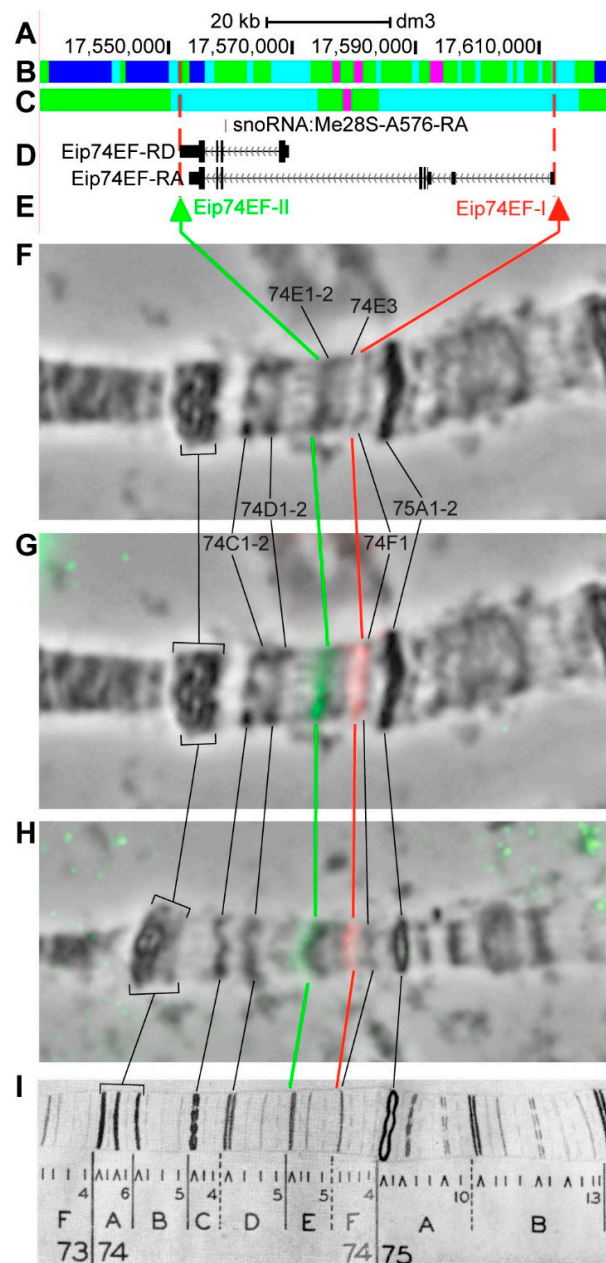 A
20 kb dm3
17,550,000 17,570,000 17,590,000 17,610,000
B
C
snoRNA:Me28S-A576-RA
D
Eip74EF-RD
Eip74EF-RA
E
Eip74EF-II Eip74EF-I
F
74E1-2 74E3
74D1-2 75A1-2
G
74C1-2 74F1
H
I
4 6 5 4 5 5 4 10 13
F A B C D E F A B
73 74 74 75